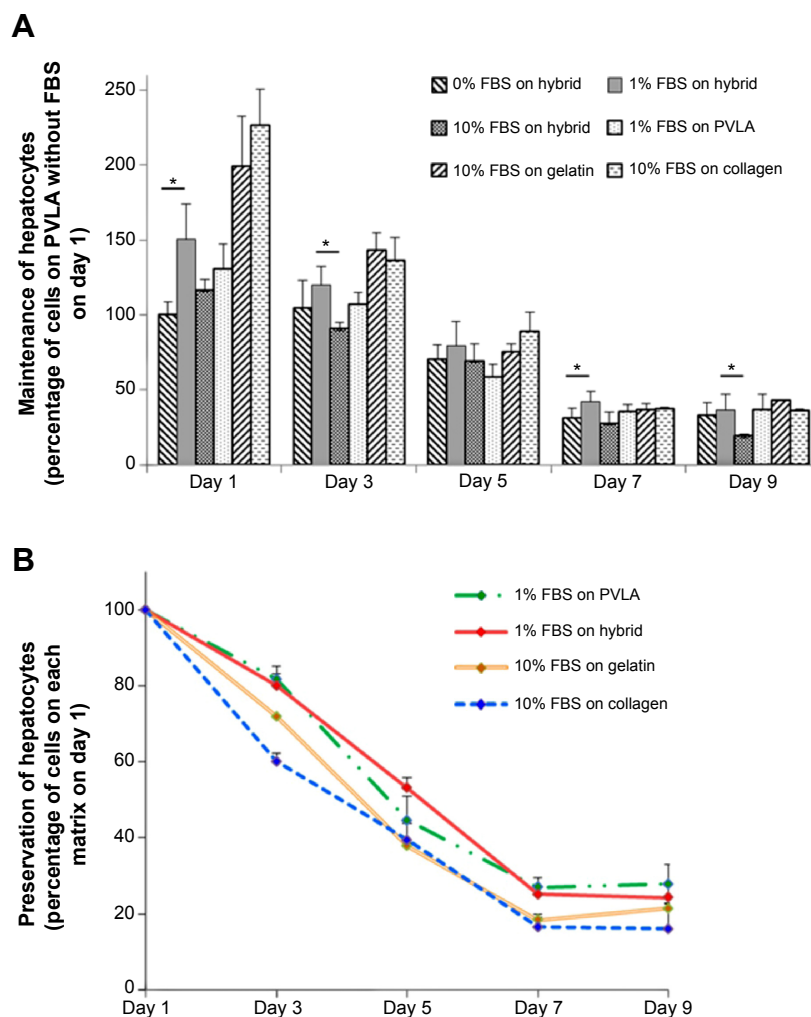 A
Maintenance of hepatocytes
(percentage of cells on PVLA without FBS
on day 1)
250
200
150
100
50
0
0% FBS on hybrid
1% FBS on hybrid
10% FBS on hybrid
1% FBS on PVLA
10% FBS on gelatin
10% FBS on collagen
*
*
*
*
Day 1
Day 3
Day 5
Day 7
Day 9
B
Preservation of hepatocytes
(percentage of cells on each
matrix on day 1)
100
80
60
40
20
0
1% FBS on PVLA
1% FBS on hybrid
10% FBS on gelatin
10% FBS on collagen
Day 1
Day 3
Day 5
Day 7
Day 9